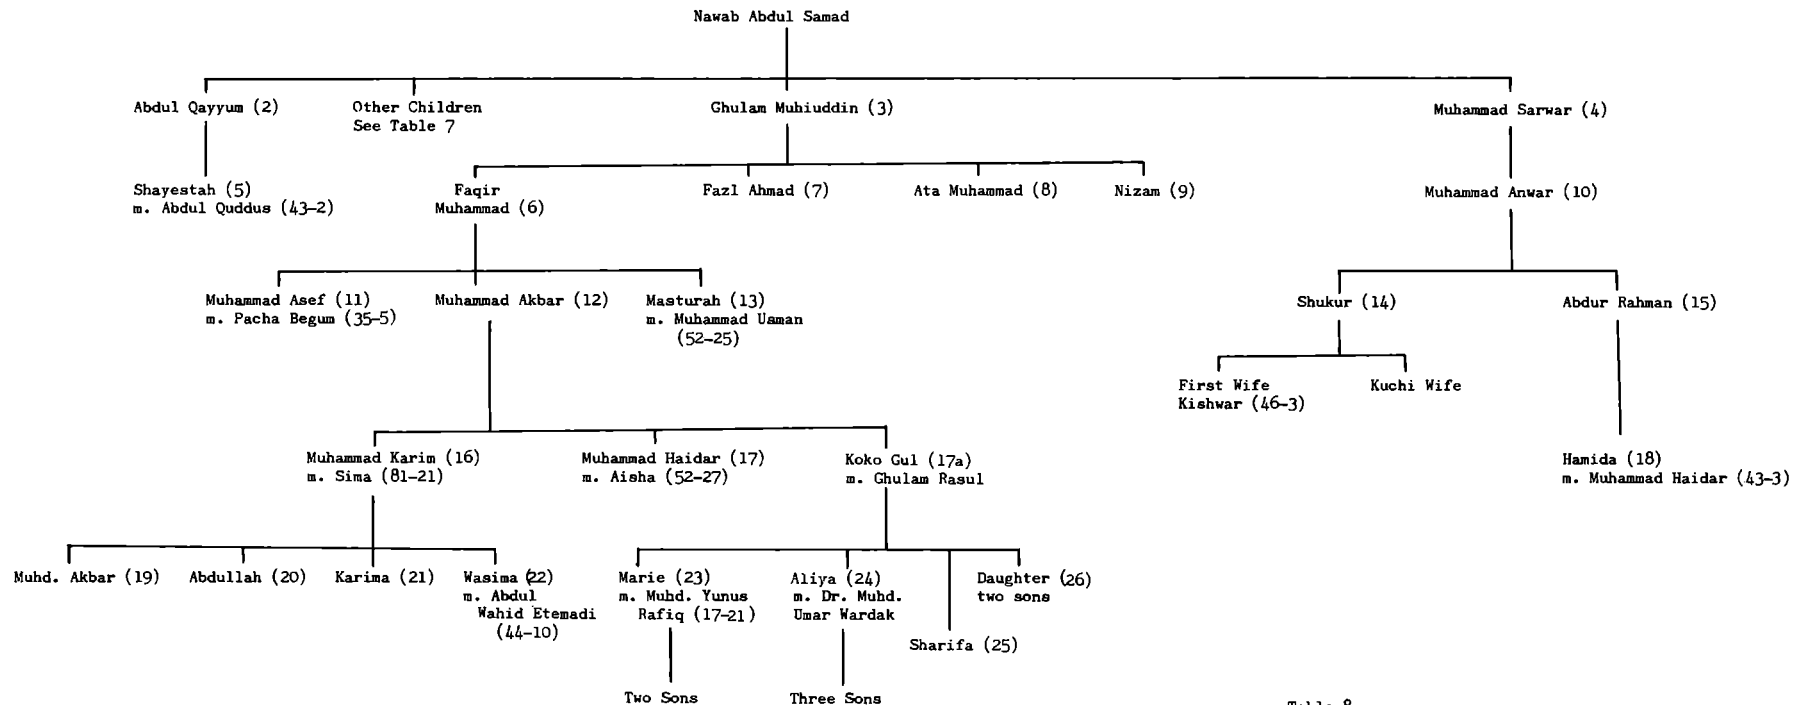 Nawab Abdul Samad
Abdul Qayyum (2)
Other Children
See Table 7
Ghulam Muhiuddin (3)
Muhammad Sarwar (4)
Shayestah (5)
m. Abdul Quddus (43-2)
Faqir
Muhammad (6)
Fazl Ahmad (7)
Ata Muhammad (8)
Nizam (9)
Muhammad Anwar (10)
Muhammad Asef (11)
m. Pacha Begum (35-5)
Muhammad Akbar (12)
Masturah (13)
m. Muhammad Usman
(52-25)
Shukur (14)
Abdur Rahman (15)
First Wife
Kishwar (46-3)
Kuchi Wife
Muhammad Karim (16)
m. Sima (81-21)
Muhammad Haidar (17)
m. Aisha (52-27)
Koko Gul (17a)
m. Ghulam Rasul
Hamida (18)
m. Muhammad Haidar (43-3)
Muhd. Akbar (19)
Abdullah (20)
Karima (21)
Wasima (22)
m. Abdul
Wahid Etemadi
(44-10)
Marie (23)
m. Muhd. Yunus
Rafiq (17-21)
Aliya (24)
m. Dr. Muhd.
Umar Wardak
Sharifa (25)
Daughter (26)
two sons
Two Sons
Three Sons
Table 8